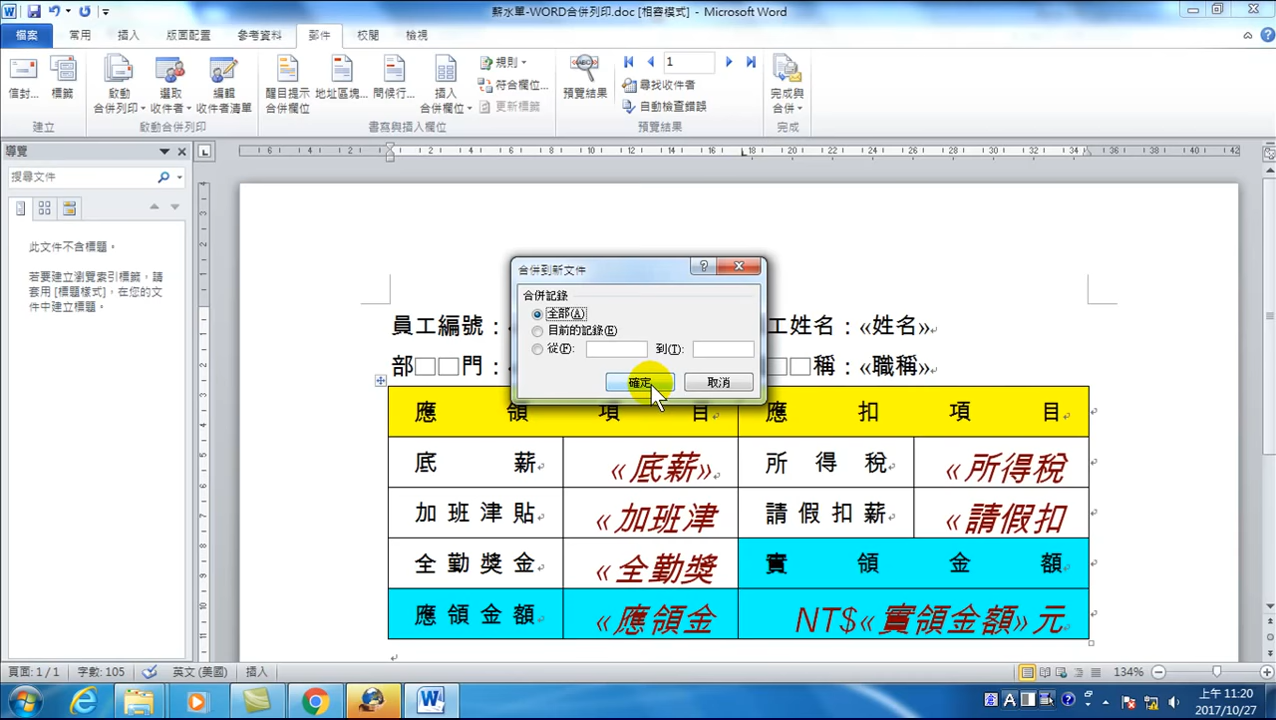 薪水單-WORD合併列印.doc [相容模式] - Microsoft Word
檔案 常用 插入 版面配置 參考資料 郵件 校閱 檢視
信封... 標籤 啟動合併列印 選取收件者 編輯收件者清單 醒目提示合併欄位 地址區塊... 問候行... 插入合併欄位 規則 符合欄位... 更新標籤 預覽結果 1 尋找收件者 自動檢查錯誤 完成與合併
建立 啟動合併列印 書寫與插入欄位 預覽結果 完成
導覽
搜尋文件
此文件不含標題。
若要建立瀏覽索引標籤，請
套用 [標題樣式]，在您的文
件中建立標題。
合併到新文件
合併記錄
全部(A)
目前的記錄(E)
從(F): 到(T):
確定 取消
員工編號： 工姓名：«姓名»
部□□門： □稱：«職稱»
應領項目 應扣項目
底薪 «底薪» 所得稅 «所得稅
加班津貼 «加班津 請假扣薪 «請假扣
全勤獎金 «全勤獎 實領金額
應領金額 «應領金 NT$«實領金額»元
頁面: 1/1 字數: 105 英文 (美國) 插入 134%
上午 11:20
2017/10/27